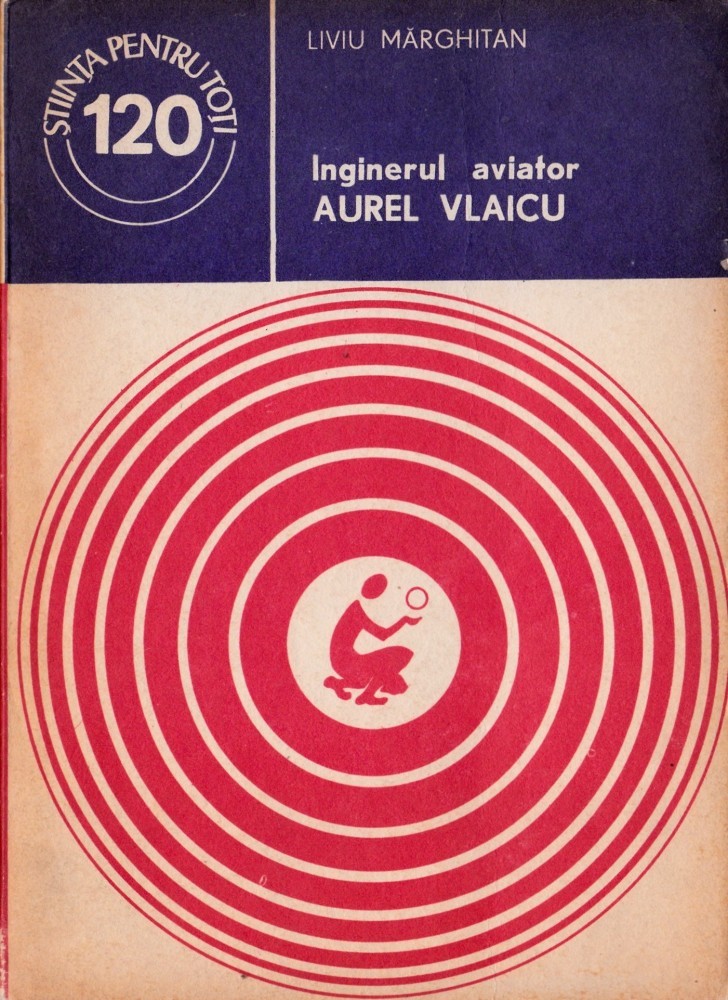 ȘTIINȚA PENTRU TOȚI
120
LIVIU MĂRGHITAN
Inginerul aviator
AUREL VLAICU